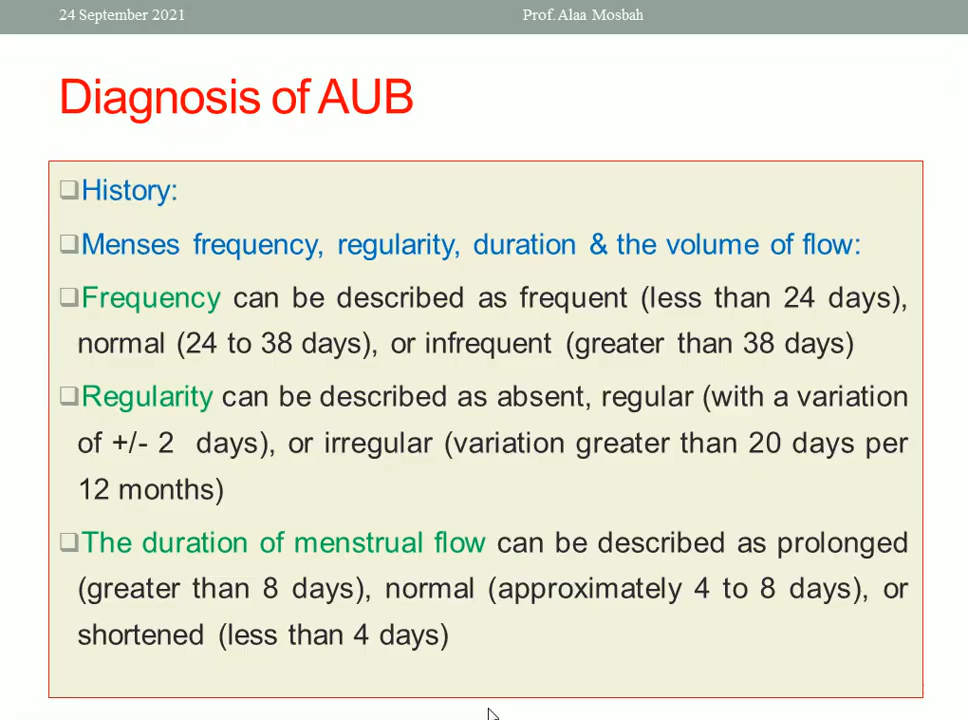 24 September 2021
Prof. Alaa Mosbah
Diagnosis of AUB
❑History:
❑Menses frequency, regularity, duration & the volume of flow:
❑Frequency can be described as frequent (less than 24 days),
normal (24 to 38 days), or infrequent (greater than 38 days)
❑Regularity can be described as absent, regular (with a variation
of +/- 2 days), or irregular (variation greater than 20 days per
12 months)
❑The duration of menstrual flow can be described as prolonged
(greater than 8 days), normal (approximately 4 to 8 days), or
shortened (less than 4 days)